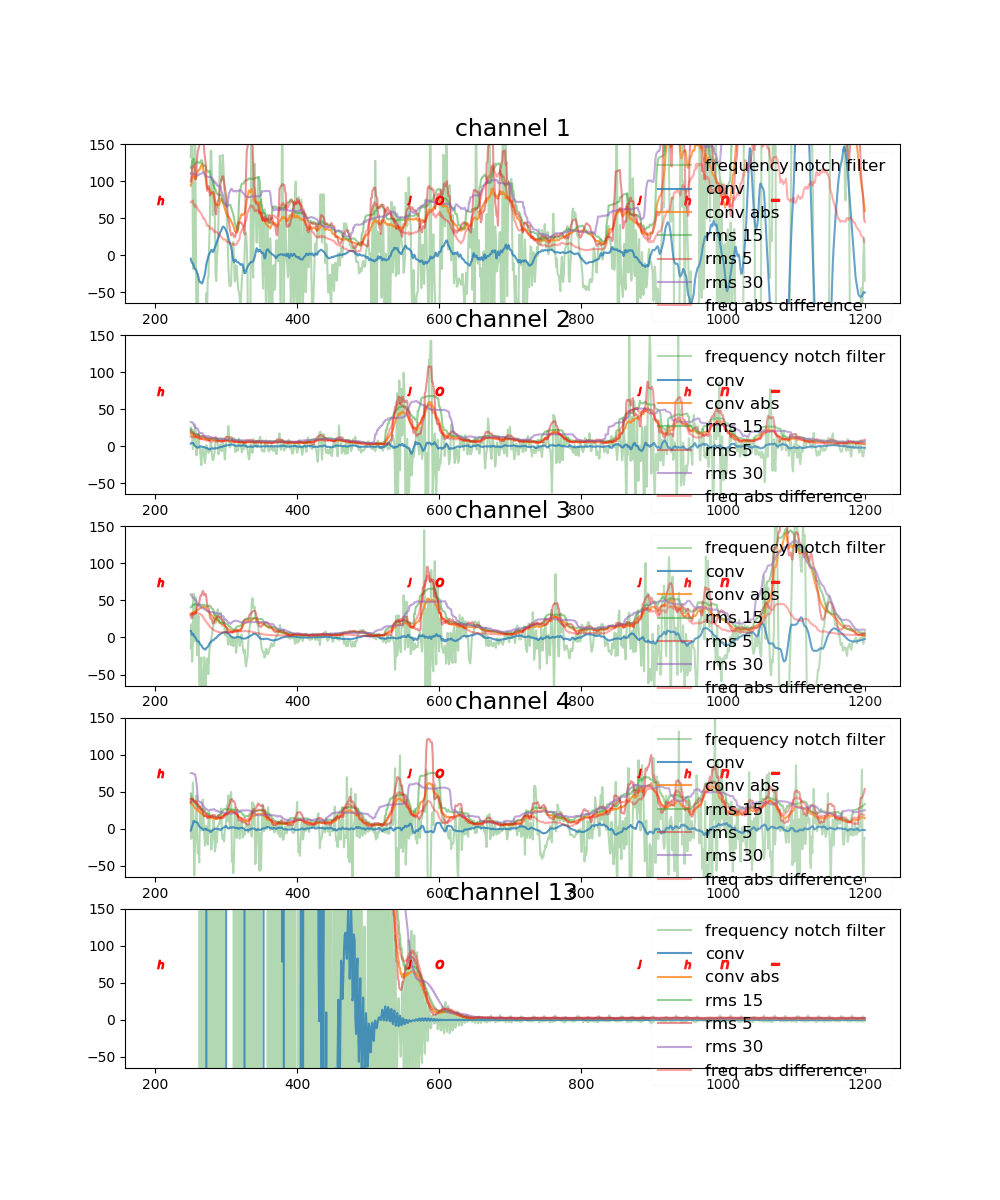 channel 1
150
100
50
0
−50
200
400
600
800
1000
1200
h
J
O
J
h
n
–
frequency notch filter
conv
conv abs
rms 15
rms 5
rms 30
freq abs difference
channel 2
150
100
50
0
−50
200
400
600
800
1000
1200
h
J
O
J
h
n
–
frequency notch filter
conv
conv abs
rms 15
rms 5
rms 30
freq abs difference
channel 3
150
100
50
0
−50
200
400
600
800
1000
1200
h
J
O
J
h
n
–
frequency notch filter
conv
conv abs
rms 15
rms 5
rms 30
freq abs difference
channel 4
150
100
50
0
−50
200
400
600
800
1000
1200
h
J
O
J
h
n
–
frequency notch filter
conv
conv abs
rms 15
rms 5
rms 30
freq abs difference
channel 13
150
100
50
0
−50
200
400
600
800
1000
1200
h
J
O
J
h
n
–
frequency notch filter
conv
conv abs
rms 15
rms 5
rms 30
freq abs difference